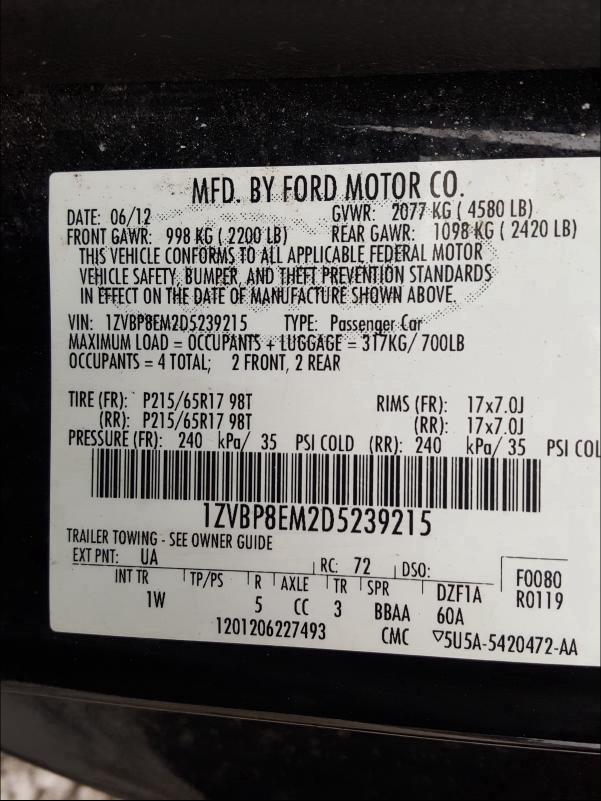 MFD. BY FORD MOTOR CO.
DATE: 06/12 GVWR: 2077 KG ( 4580 LB)
FRONT GAWR: 998 KG ( 2200 LB) REAR GAWR: 1098 KG ( 2420 LB)
THIS VEHICLE CONFORMS TO ALL APPLICABLE FEDERAL MOTOR
VEHICLE SAFETY, BUMPER, AND THEFT PREVENTION STANDARDS
IN EFFECT ON THE DATE OF MANUFACTURE SHOWN ABOVE.
VIN: 1ZVBP8EM2D5239215 TYPE: Passenger Car
MAXIMUM LOAD = OCCUPANTS + LUGGAGE = 317KG/ 700LB
OCCUPANTS = 4 TOTAL; 2 FRONT, 2 REAR
TIRE (FR): P215/65R17 98T RIMS (FR): 17x7.0J
(RR): P215/65R17 98T (RR): 17x7.0J
PRESSURE (FR): 240 kPa/ 35 PSI COLD (RR): 240 kPa/ 35 PSI COL
1ZVBP8EM2D5239215
TRAILER TOWING - SEE OWNER GUIDE
EXT PNT: UA RC: 72 DSO: F0080
INT TR TP/PS R AXLE TR SPR DZF1A R0119
1W 5 CC 3 BBAA 60A
1201206227493 CMC ▽5U5A-5420472-AA